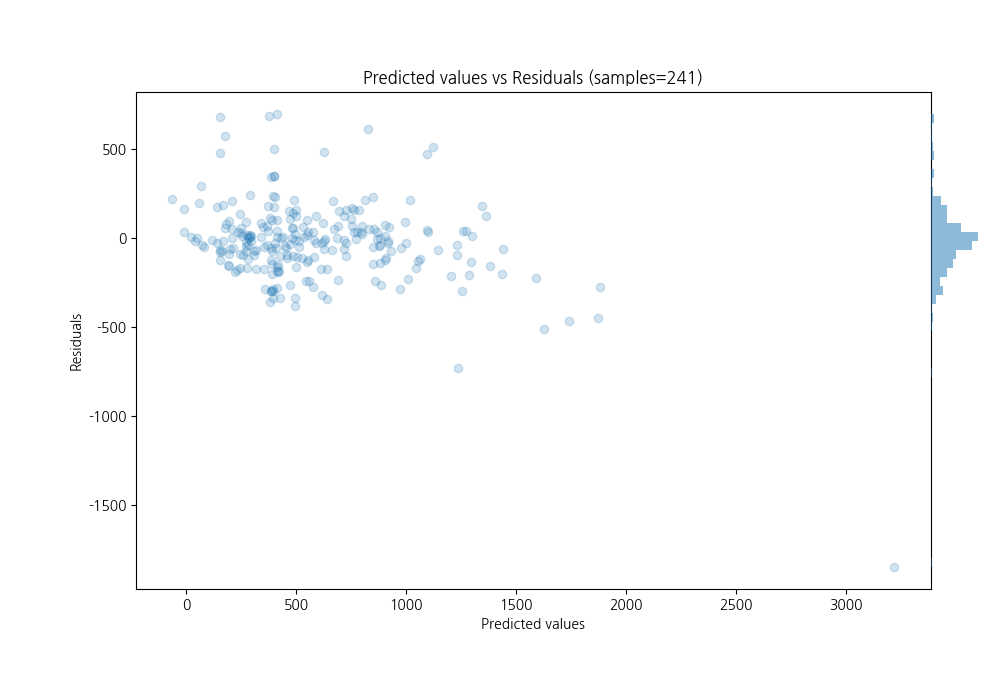 Predicted values vs Residuals (samples=241)
500
0
-500
-1000
-1500
Residuals
0 500 1000 1500 2000 2500 3000
Predicted values